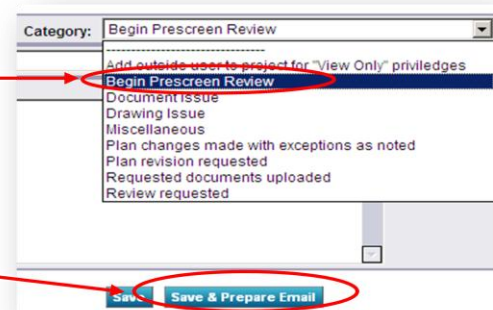 Category: Begin Prescreen Review
--------------------------------
Add outside user to project for "View Only" priviledges
Begin Prescreen Review
Document Issue
Drawing Issue
Miscellaneous
Plan changes made with exceptions as noted
Plan revision requested
Requested documents uploaded
Review requested
Save Save & Prepare Email